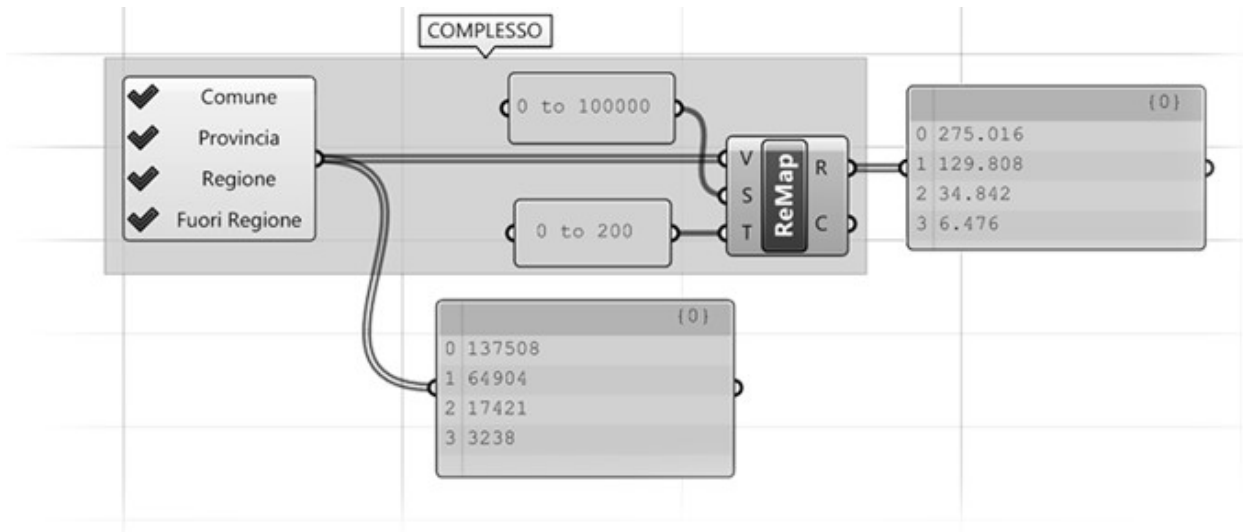 COMPLESSO
Comune
Provincia
Regione
Fuori Regione
0 to 100000
0 to 200
V
S
T
ReMap
R
C
{0}
0 275.016
1 129.808
2 34.842
3 6.476
{0}
0 137508
1 64904
2 17421
3 3238